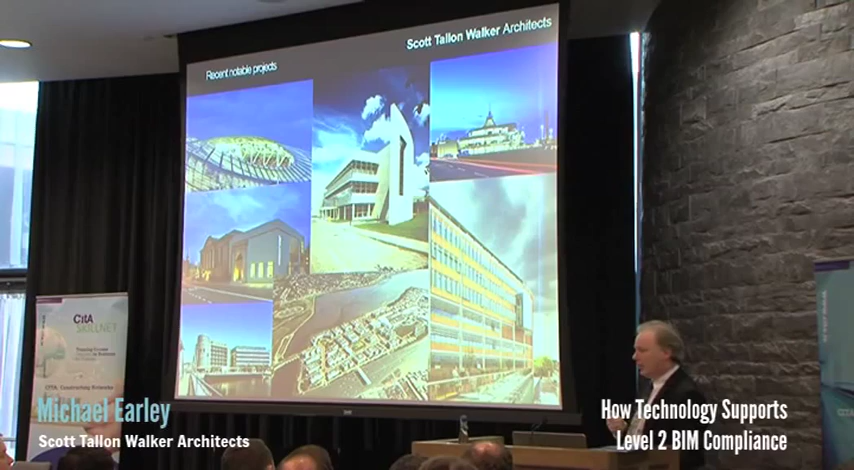 Scott Tallon Walker Architects
Recent notable projects
CitA
SKILLNET
Michael Earley
Scott Tallon Walker Architects
How Technology Supports
Level 2 BIM Compliance